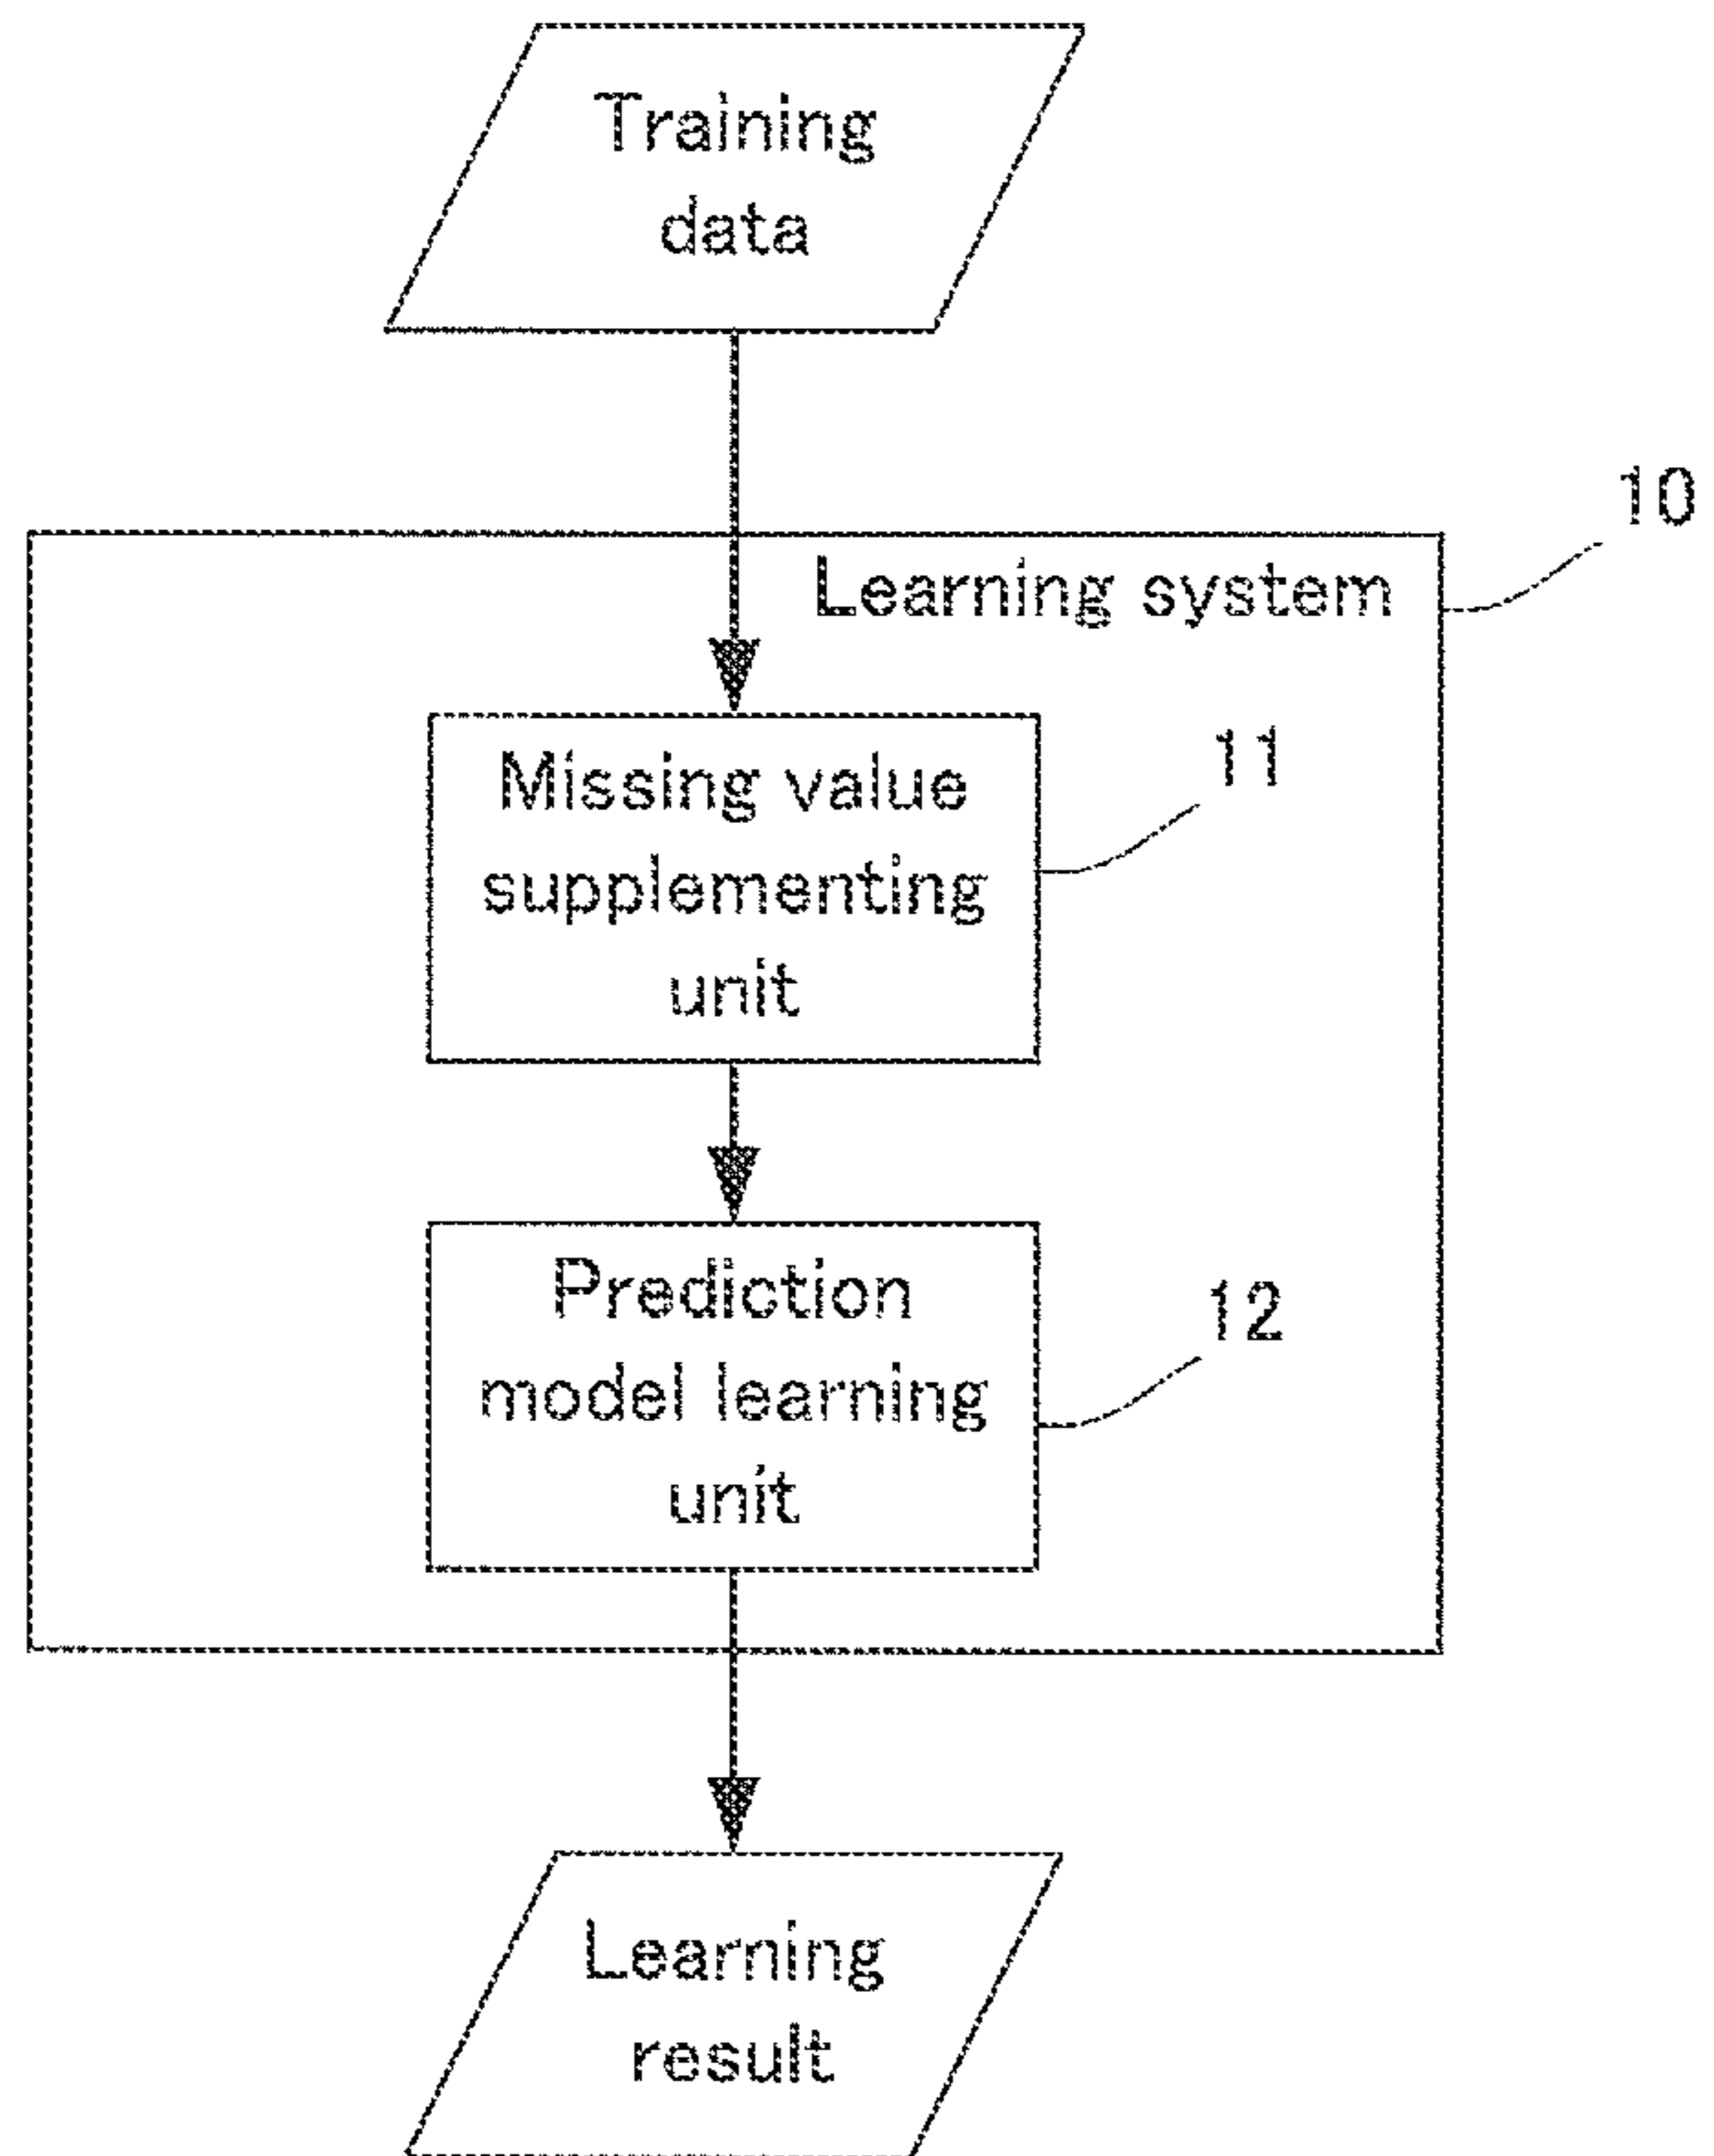 Training
data
10
Learning system
11
Missing value
supplementing
unit
12
Prediction
model learning
unit
Learning
result